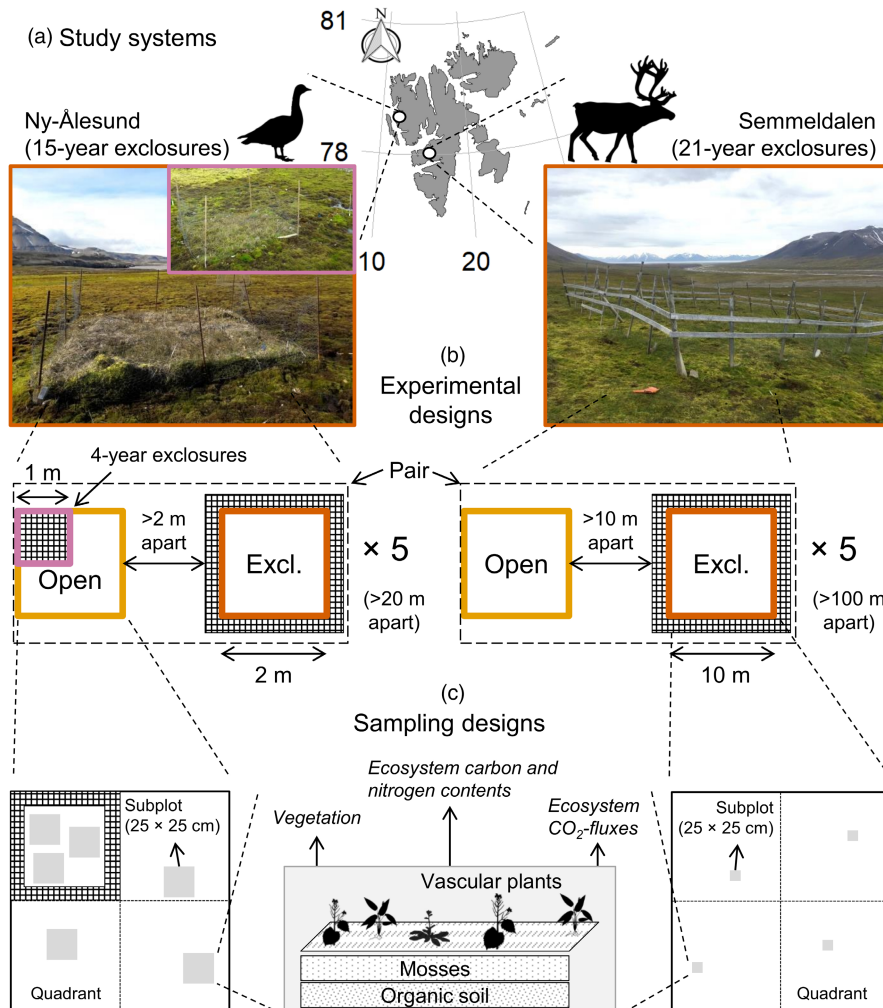 (a) Study systems
N
81
78
10
20
Ny-Ålesund
(15-year exclosures)
Semmeldalen
(21-year exclosures)
(b)
Experimental
designs
4-year exclosures
Pair
1 m
>2 m
apart
Open
Excl.
× 5
(>20 m
apart)
2 m
Open
>10 m
apart
Excl.
× 5
(>100 m
apart)
10 m
(c)
Sampling designs
Subplot
(25 × 25 cm)
Quadrant
Vegetation
Ecosystem carbon and
nitrogen contents
Ecosystem
CO₂-fluxes
Vascular plants
Mosses
Organic soil
Subplot
(25 × 25 cm)
Quadrant